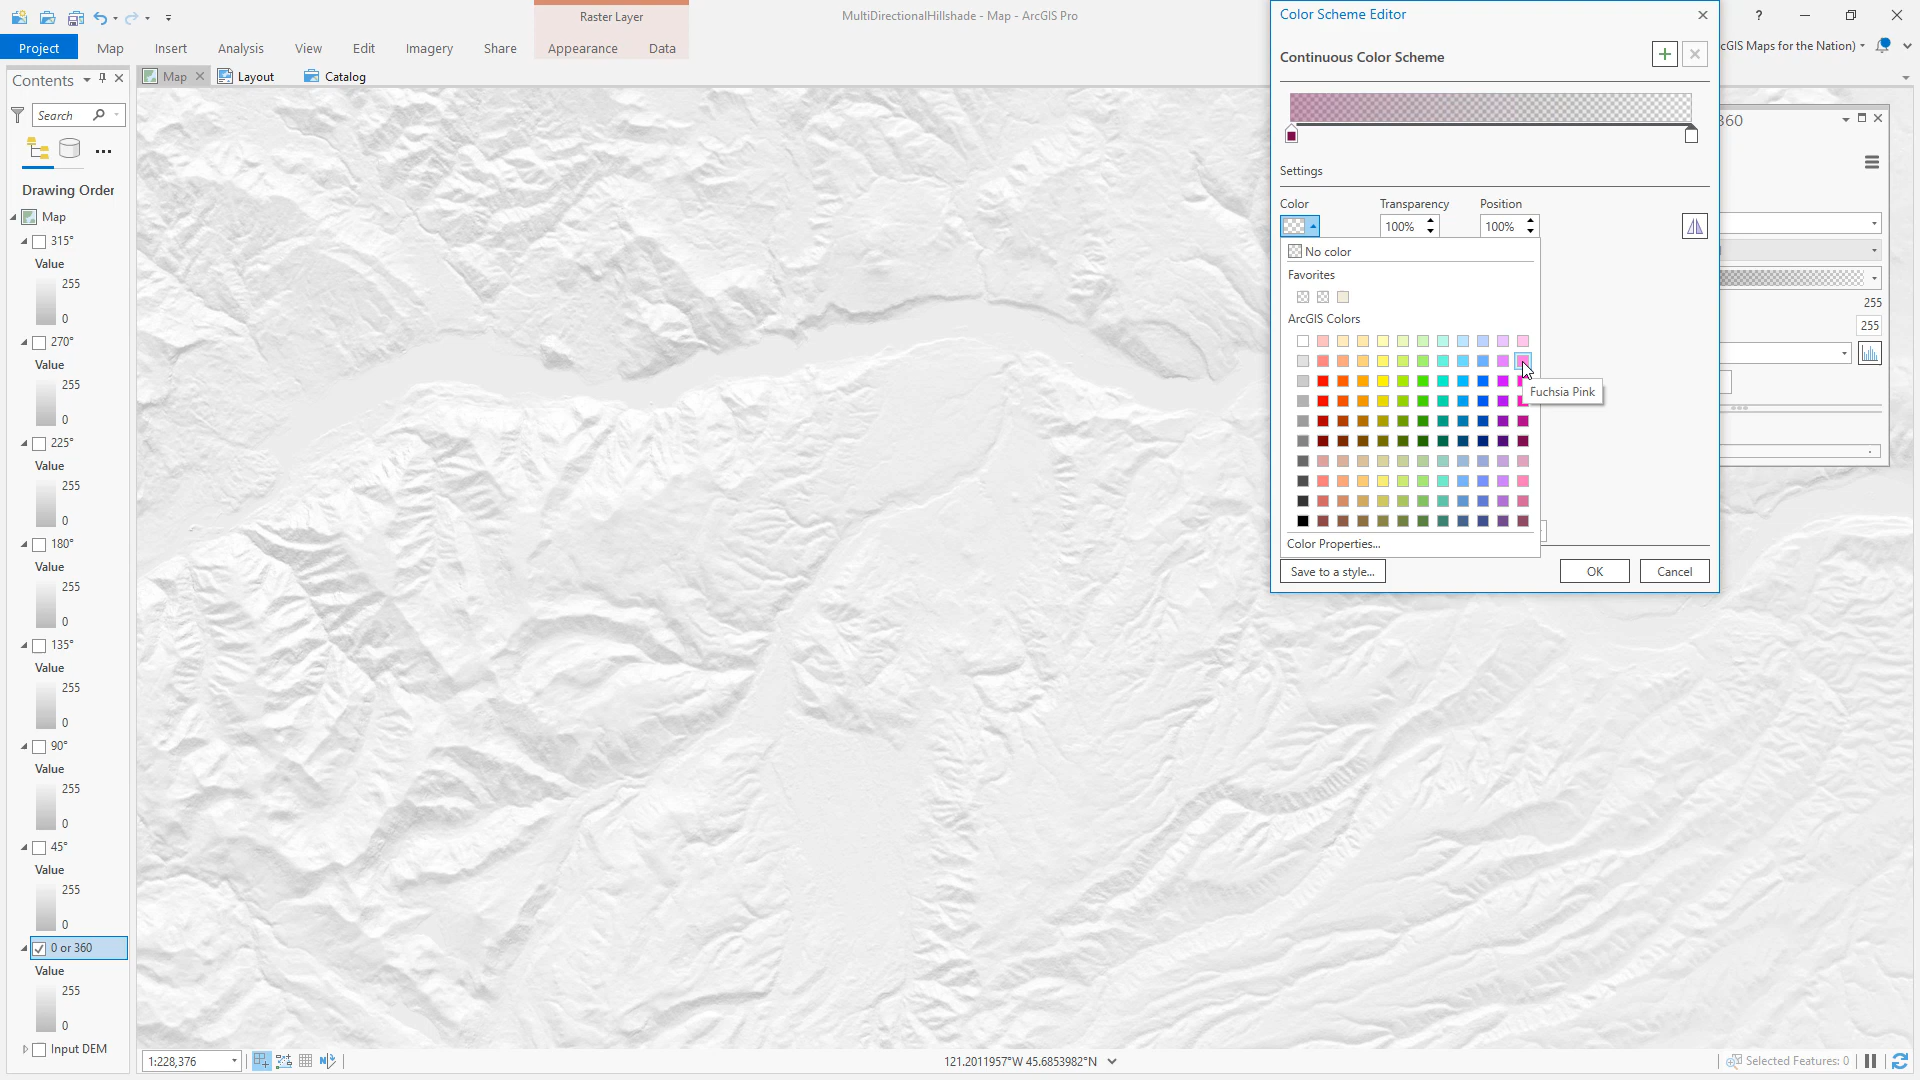 Raster Layer
MultiDirectionalHillshade - Map - ArcGIS Pro
Color Scheme Editor
?
Project
Map
Insert
Analysis
View
Edit
Imagery
Share
Appearance
Data
cGIS Maps for the Nation)
Contents
Map
Layout
Catalog
Continuous Color Scheme
Search
360
Drawing Order
Map
315°
Value
255
0
270°
Value
255
0
225°
Value
255
0
180°
Value
255
0
135°
Value
255
0
90°
Value
255
0
45°
Value
255
0
0 or 360
Value
255
0
Input DEM
Settings
Color
Transparency
Position
100%
100%
No color
Favorites
ArcGIS Colors
Fuchsia Pink
Color Properties...
Save to a style...
OK
Cancel
255
255
1:228,376
121.2011957°W 45.6853982°N
Selected Features: 0